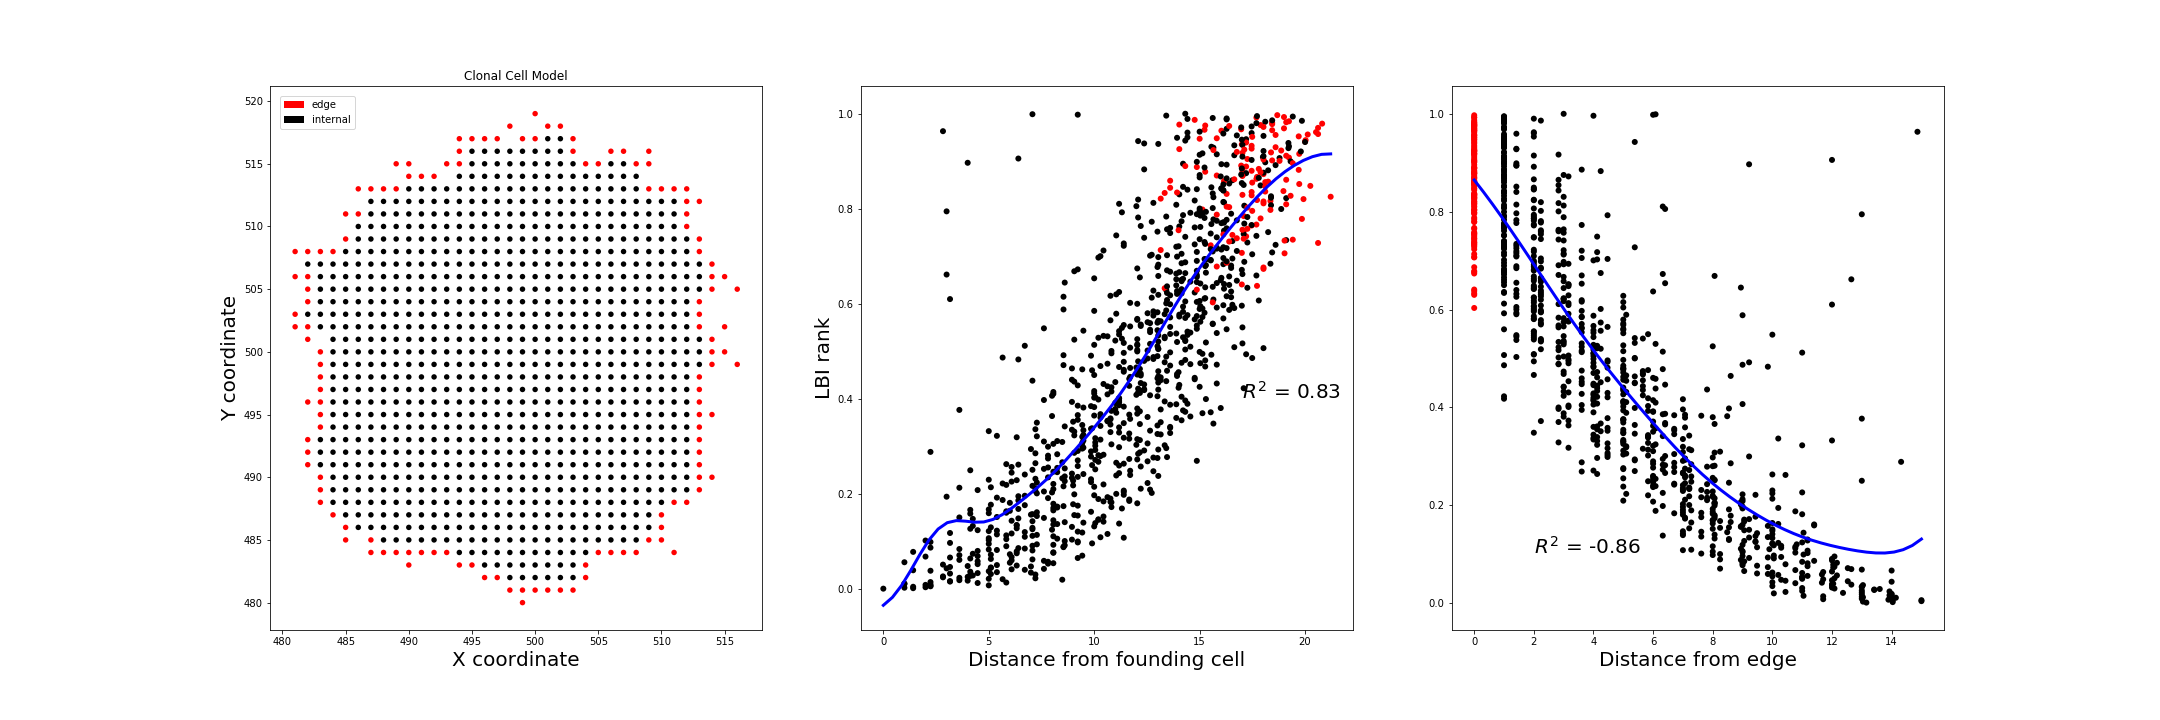 Clonal Cell Model
edge
internal
520
515
510
505
500
495
490
485
480
480 485 490 495 500 505 510 515
X coordinate
Y coordinate
1.0
0.8
0.6
0.4
0.2
0.0
0 5 10 15 20
Distance from founding cell
LBI rank
R² = 0.83
1.0
0.8
0.6
0.4
0.2
0.0
0 2 4 6 8 10 12 14
Distance from edge
R² = -0.86